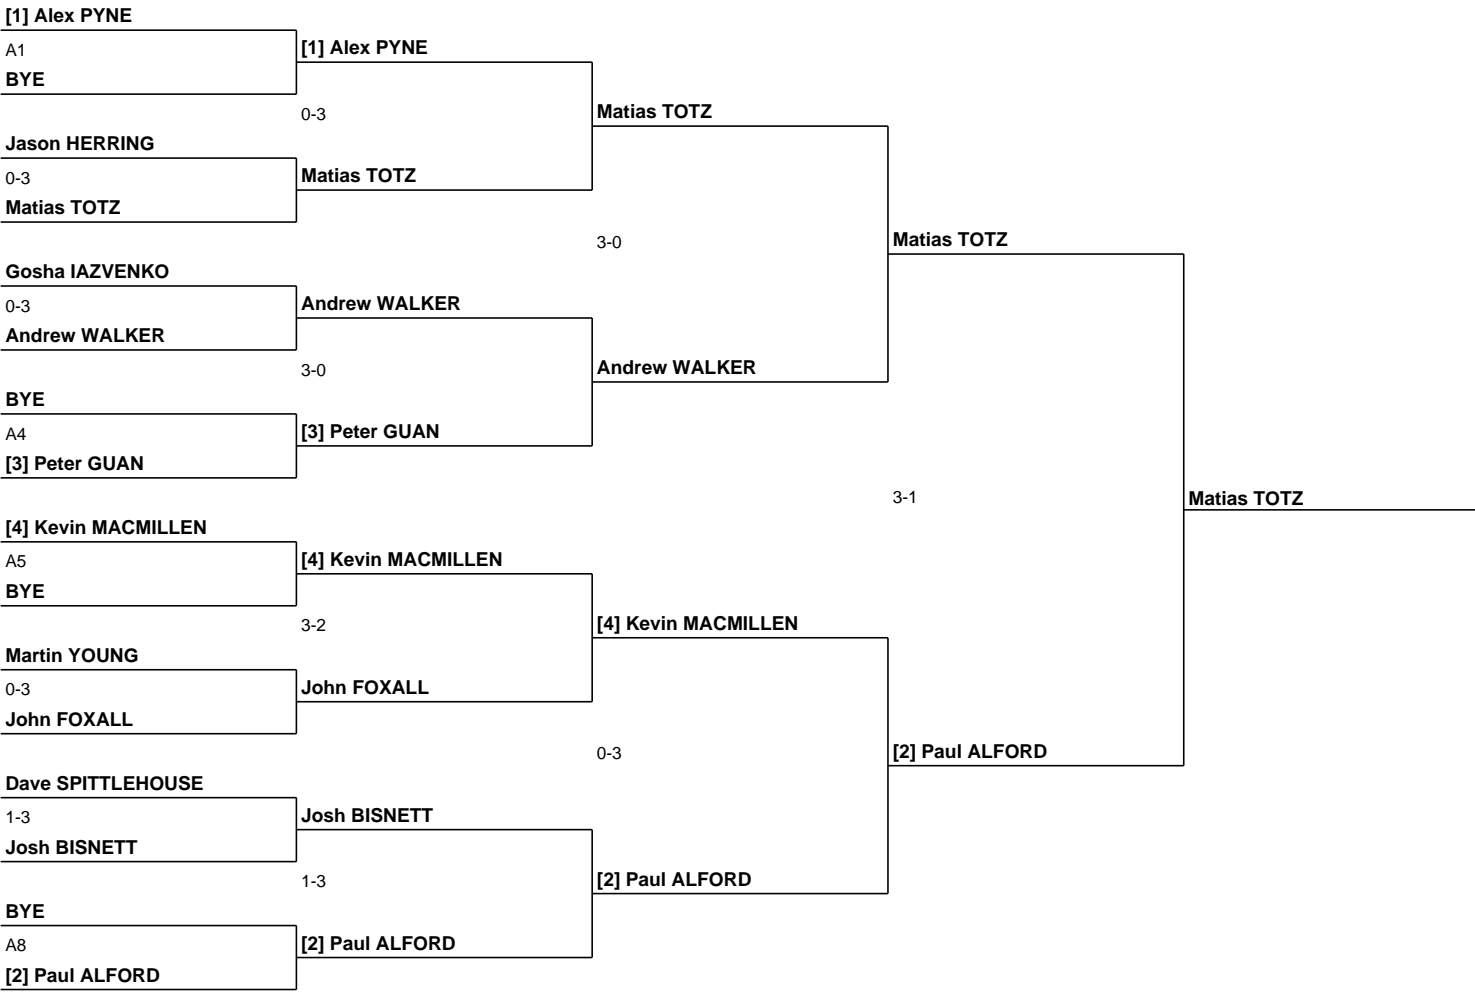 [1] Alex PYNE
A1
BYE
Jason HERRING
0-3
Matias TOTZ
Gosha IAZVENKO
0-3
Andrew WALKER
BYE
A4
[3] Peter GUAN
[4] Kevin MACMILLEN
A5
BYE
Martin YOUNG
0-3
John FOXALL
Dave SPITTLEHOUSE
1-3
Josh BISNETT
BYE
A8
[2] Paul ALFORD
[1] Alex PYNE
0-3
Matias TOTZ
Andrew WALKER
3-0
[3] Peter GUAN
[4] Kevin MACMILLEN
3-2
John FOXALL
Josh BISNETT
1-3
[2] Paul ALFORD
Matias TOTZ
3-0
Andrew WALKER
[4] Kevin MACMILLEN
0-3
[2] Paul ALFORD
Matias TOTZ
3-1
[2] Paul ALFORD
Matias TOTZ